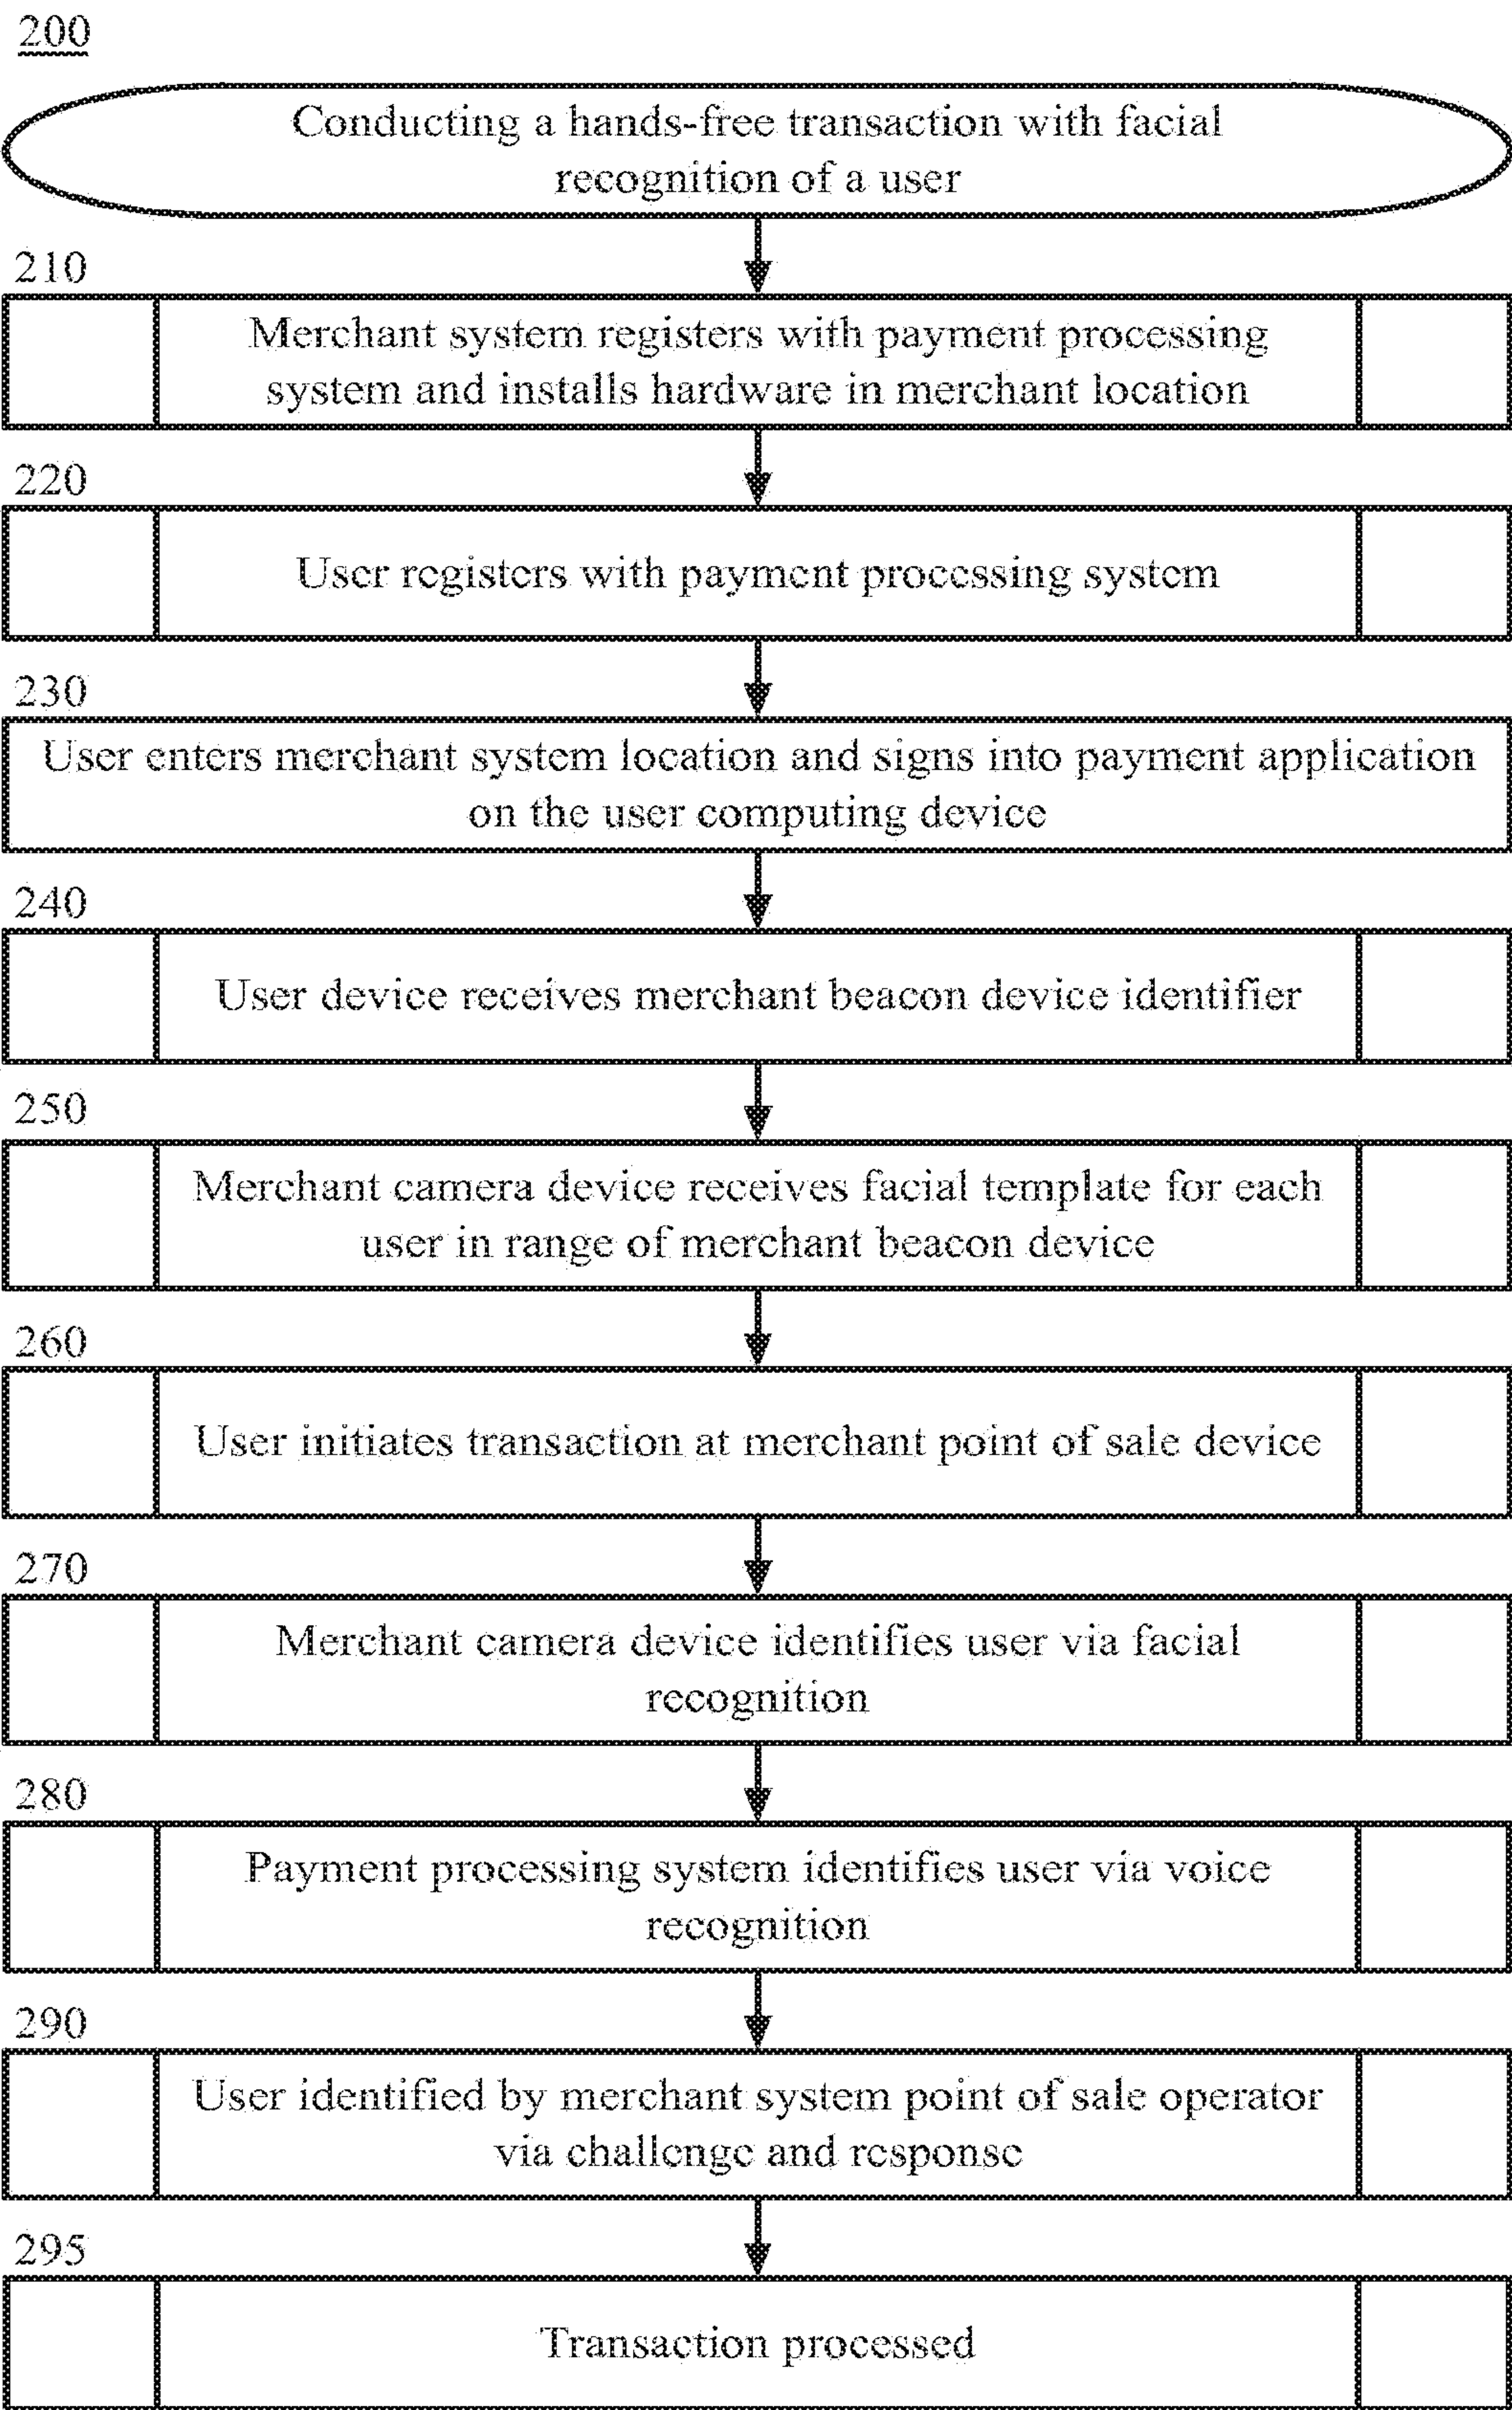 200
Conducting a hands-free transaction with facial
recognition of a user
210
Merchant system registers with payment processing
system and installs hardware in merchant location
220
User registers with payment processing system
230
User enters merchant system location and signs into payment application
on the user computing device
240
User device receives merchant beacon device identifier
250
Merchant camera device receives facial template for each
user in range of merchant beacon device
260
User initiates transaction at merchant point of sale device
270
Merchant camera device identifies user via facial
recognition
280
Payment processing system identifies user via voice
recognition
290
User identified by merchant system point of sale operator
via challenge and response
295
Transaction processed